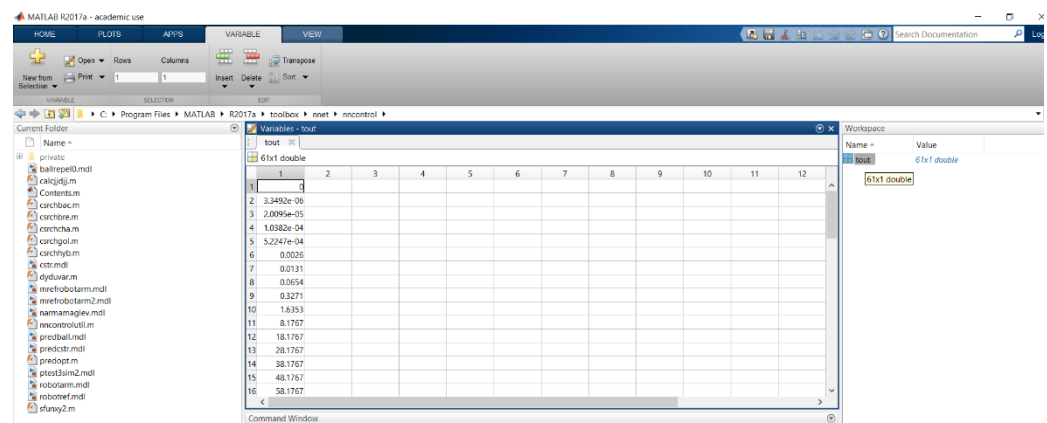 MATLAB R2017a - academic use
HOME PLOTS APPS VARIABLE VIEW Search Documentation Log
New from Selection Open Print Rows Columns 1 1 Insert Delete Transpose Sort
VARIABLE SELECTION EDIT
C: Program Files MATLAB R2017a toolbox nnet nncontrol
Current Folder
Name
private
ballrepel0.mdl
calcjjdjj.m
Contents.m
csrchbac.m
csrchbre.m
csrchcha.m
csrchgol.m
csrchhyb.m
cstr.mdl
dyduvar.m
mrefrobotarm.mdl
mrefrobotarm2.mdl
narmamaglev.mdl
nncontrolutil.m
predball.mdl
predcstr.mdl
predopt.m
ptest3sim2.mdl
robotarm.mdl
robotref.mdl
sfunxy2.m
Variables - tout
tout
61x1 double
1 2 3 4 5 6 7 8 9 10 11 12
1 0
2 3.3492e-06
3 2.0095e-05
4 1.0382e-04
5 5.2247e-04
6 0.0026
7 0.0131
8 0.0654
9 0.3271
10 1.6353
11 8.1767
12 18.1767
13 28.1767
14 38.1767
15 48.1767
16 58.1767
Command Window
Workspace
Name Value
tout 61x1 double
61x1 double